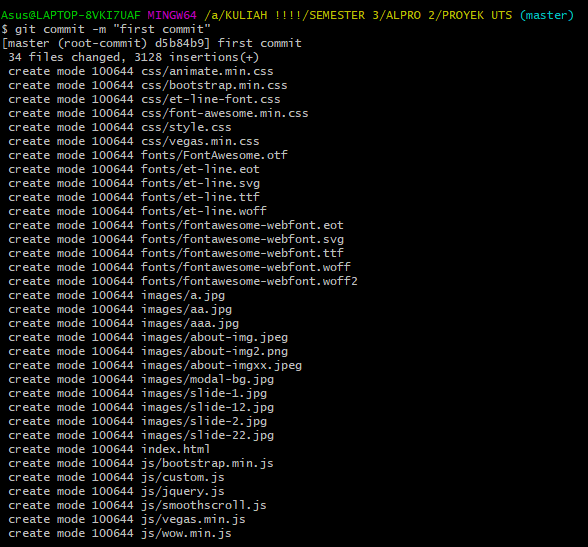 Asus@LAPTOP-8VKI7UAF MINGW64 /a/KULIAH !!!!/SEMESTER 3/ALPRO 2/PROYEK UTS (master)
$ git commit -m "first commit"
[master (root-commit) d5b84b9] first commit
 34 files changed, 3128 insertions(+)
 create mode 100644 css/animate.min.css
 create mode 100644 css/bootstrap.min.css
 create mode 100644 css/et-line-font.css
 create mode 100644 css/font-awesome.min.css
 create mode 100644 css/style.css
 create mode 100644 css/vegas.min.css
 create mode 100644 fonts/FontAwesome.otf
 create mode 100644 fonts/et-line.eot
 create mode 100644 fonts/et-line.svg
 create mode 100644 fonts/et-line.ttf
 create mode 100644 fonts/et-line.woff
 create mode 100644 fonts/fontawesome-webfont.eot
 create mode 100644 fonts/fontawesome-webfont.svg
 create mode 100644 fonts/fontawesome-webfont.ttf
 create mode 100644 fonts/fontawesome-webfont.woff
 create mode 100644 fonts/fontawesome-webfont.woff2
 create mode 100644 images/a.jpg
 create mode 100644 images/aa.jpg
 create mode 100644 images/aaa.jpg
 create mode 100644 images/about-img.jpeg
 create mode 100644 images/about-img2.png
 create mode 100644 images/about-imgxx.jpeg
 create mode 100644 images/modal-bg.jpg
 create mode 100644 images/slide-1.jpg
 create mode 100644 images/slide-12.jpg
 create mode 100644 images/slide-2.jpg
 create mode 100644 images/slide-22.jpg
 create mode 100644 index.html
 create mode 100644 js/bootstrap.min.js
 create mode 100644 js/custom.js
 create mode 100644 js/jquery.js
 create mode 100644 js/smoothscroll.js
 create mode 100644 js/vegas.min.js
 create mode 100644 js/wow.min.js